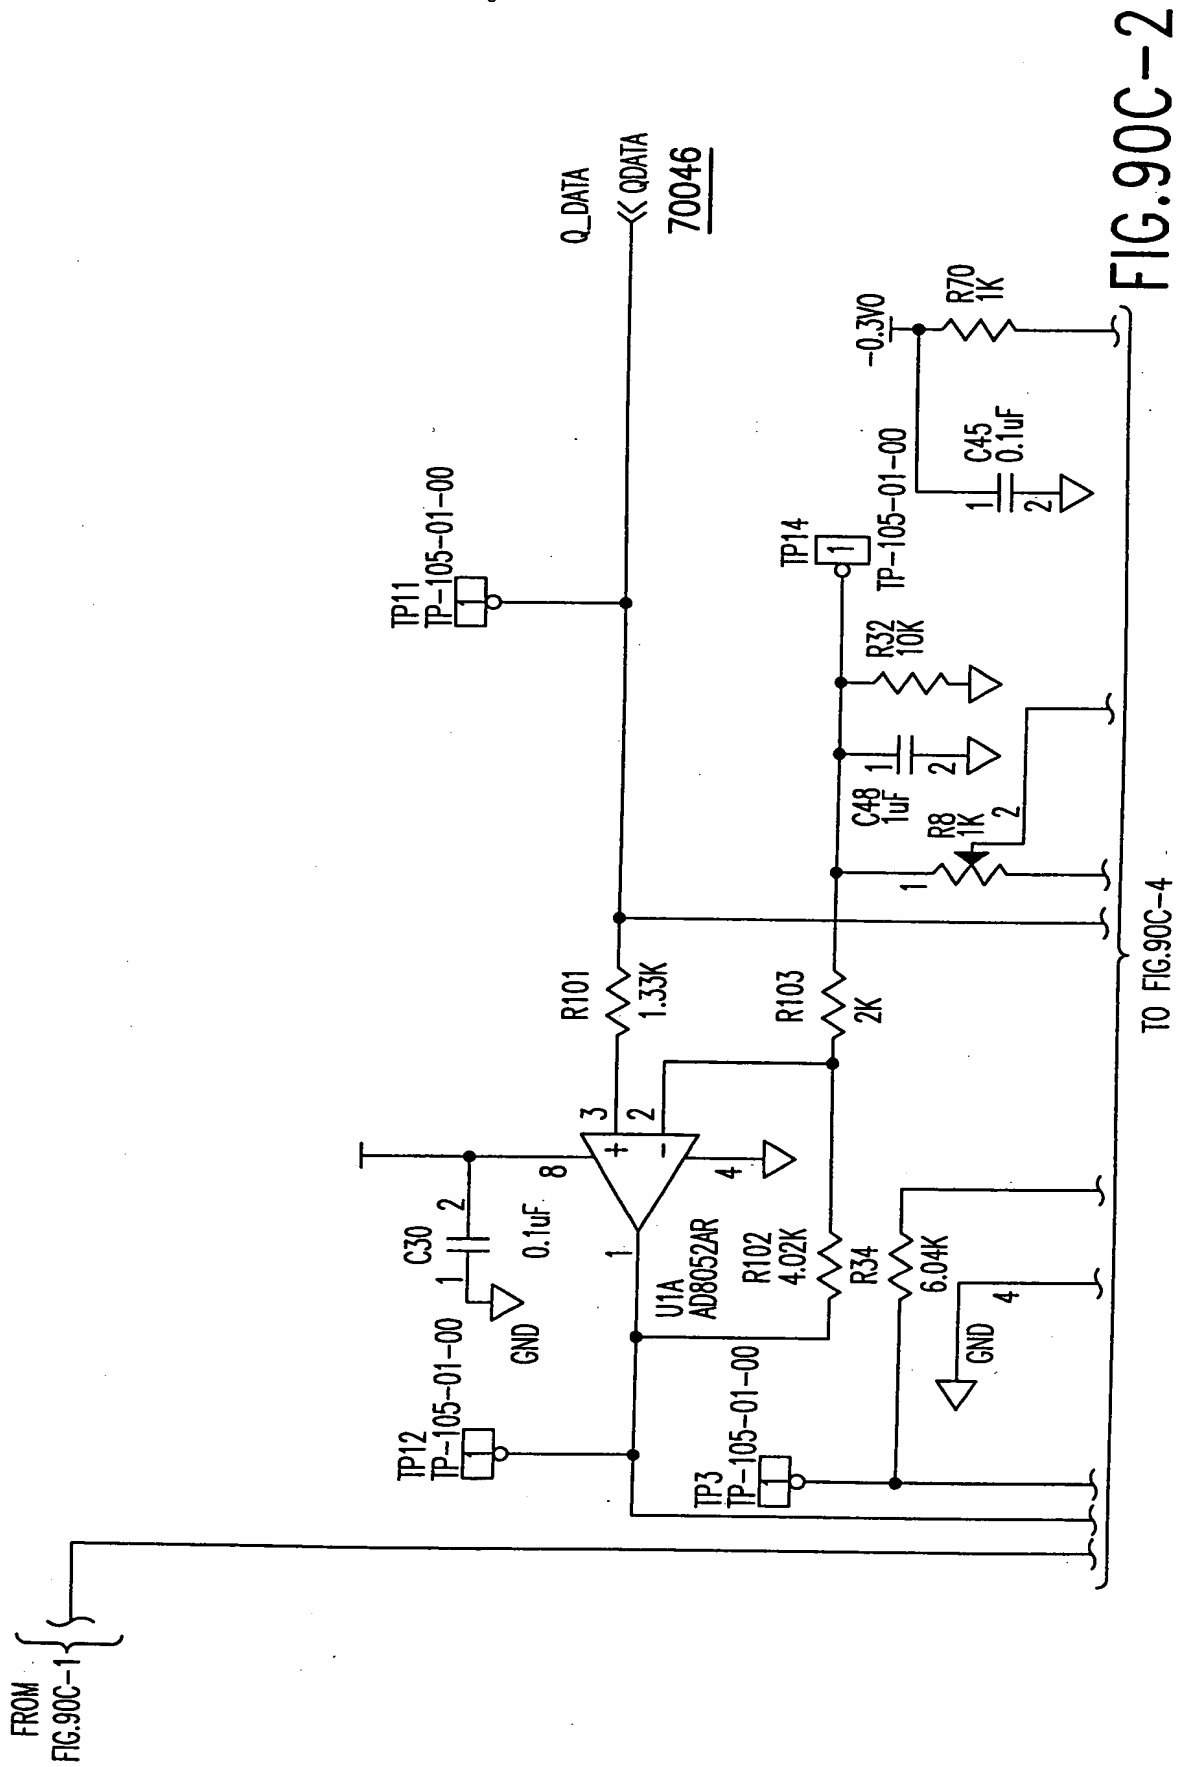 FROM
FIG.90C-1
TP12
TP-105-01-00
C30
1
2
0.1uF
GND
TP11
TP-105-01-00
8
3
2
1
4
+
-
U1A
AD8052AR
R101
1.33K
Q_DATA
QDATA
70046
1
1
TP3
TP-105-01-00
1
R102
4.02K
R103
2K
R34
6.04K
GND
4
TP14
1
TP-105-01-00
C48
1uF
1
2
R32
10K
R8
1K
1
2
-0.3V0
C45
0.1uF
1
2
R70
1K
TO FIG.90C-4
FIG.90C-2